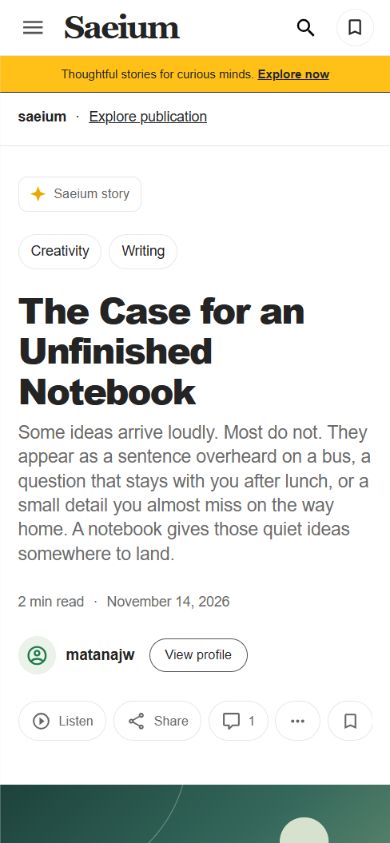 Saeium
Thoughtful stories for curious minds. Explore now
saeium · Explore publication
Saeium story
Creativity Writing
The Case for an
Unfinished
Notebook
Some ideas arrive loudly. Most do not. They
appear as a sentence overheard on a bus, a
question that stays with you after lunch, or a
small detail you almost miss on the way
home. A notebook gives those quiet ideas
somewhere to land.
2 min read · November 14, 2026
matanajw View profile
Listen Share 1